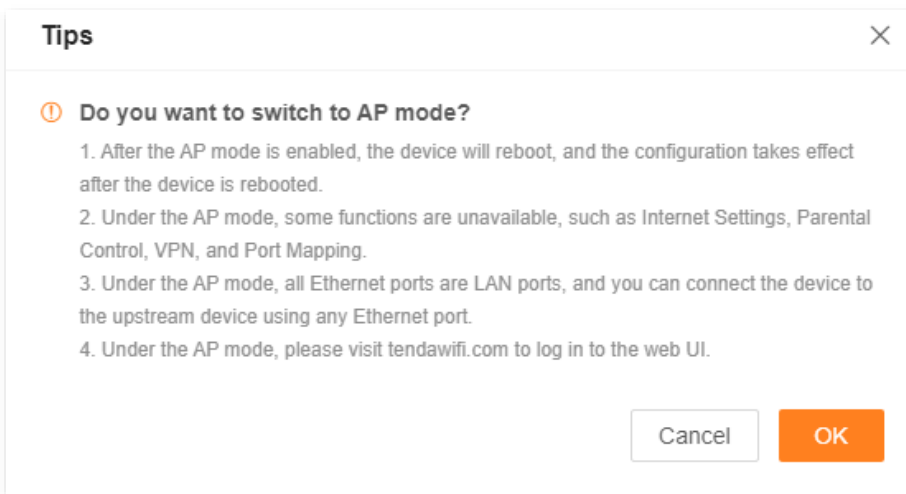 Tips
Do you want to switch to AP mode?
1. After the AP mode is enabled, the device will reboot, and the configuration takes effect
after the device is rebooted.
2. Under the AP mode, some functions are unavailable, such as Internet Settings, Parental
Control, VPN, and Port Mapping.
3. Under the AP mode, all Ethernet ports are LAN ports, and you can connect the device to
the upstream device using any Ethernet port.
4. Under the AP mode, please visit tendawifi.com to log in to the web UI.
Cancel
OK